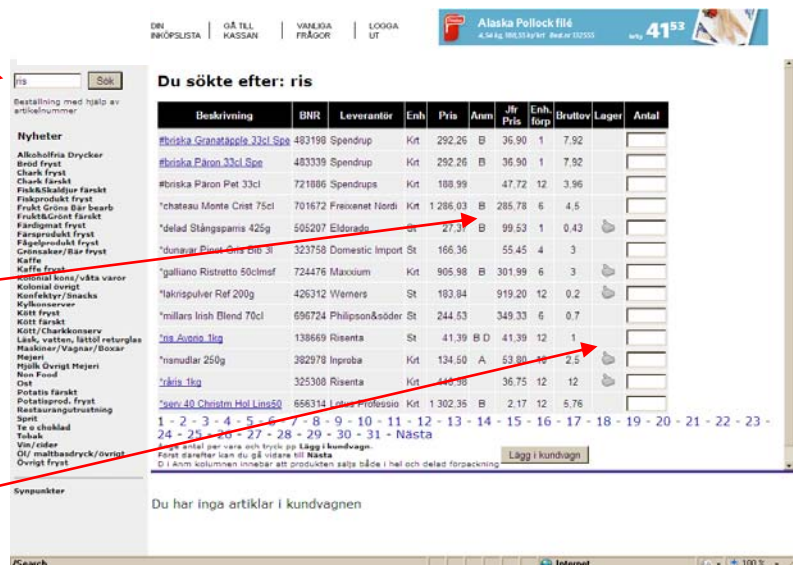 DIN INKÖPSLISTA
GÅ TILL KASSAN
VANLIGA FRÅGOR
LOGGA UT
Alaska Pollock filé
41 53
ris
Sök
Beställning med hjälp av
artikelnummer
Nyheter
Alkoholfria Drycker
Bröd fryst
Chark fryst
Chark färskt
Fisk&Skaldjur färskt
Fiskprodukt fryst
Frukt Gröns Bär bearb
Frukt&Grönt färskt
Färdigmat fryst
Färsprodukt fryst
Fågelprodukt fryst
Grönsaker/Bär fryst
Kaffe
Kaffe fryst
Kolonial kons/våta varor
Kolonial övrigt
Konfektyr/Snacks
Kylkonserver
Kött fryst
Kött färskt
Kött/Charkkonserv
Läsk, vatten, lättöl returglas
Maskiner/Vagnar/Boxar
Mejeri
Mjölk Övrigt Mejeri
Non Food
Ost
Potatis färskt
Potatisprod. fryst
Restaurangutrustning
Sprit
Te o choklad
Tobak
Vin/cider
Öl/ maltbasdryck/övrigt
Övrigt fryst
Synpunkter
Du sökte efter: ris
Beskrivning BNR Leverantör Enh Pris Anm Jfr Pris Enh. förp Bruttov Lager Antal
#briska Granatäpple 33cl Spe 483198 Spendrup Krt 292,26 B 36,90 1 7,92
#briska Päron 33cl Spe 483339 Spendrup Krt 292,26 B 36,90 1 7,92
#briska Päron Pet 33cl 721886 Spendrups Krt 188,99 47,72 12 3,96
*chateau Monte Crist 75cl 701672 Freixenet Nordi Krt 1 286,03 B 285,78 6 4,5
*delad Stångsparris 425g 505207 Eldorado St 27,37 B 99,53 1 0,43
*dunavar Pinot Gris Bib 3l 323758 Domestic Import St 166,36 55,45 4 3
*galliano Ristretto 50clmsf 724476 Maxxium Krt 905,98 B 301,99 6 3
*lakrispulver Ref 200g 426312 Werners St 183,84 919,20 12 0,2
*millars Irish Blend 70cl 696724 Philipson&söder St 244,53 349,33 6 0,7
*ris Avorio 1kg 138669 Risenta St 41,39 B D 41,39 12 1
*risnudlar 250g 382978 Inproba Krt 134,50 A 53,80 2,5
*råris 1kg 325308 Risenta Krt 36,75 12 12
*serv 40 Christm Hol Lins50 656314 Lotus Professio Krt 1 302,35 B 2,17 12 5,76
1 - 2 - 3 - 4 - 5 - 6 - 7 - 8 - 9 - 10 - 11 - 12 - 13 - 14 - 15 - 16 - 17 - 18 - 19 - 20 - 21 - 22 - 23 -
24 - 25 - 26 - 27 - 28 - 29 - 30 - 31 - Nästa
Ange antal per vara och tryck på Lägg i kundvagn.
Först därefter kan du gå vidare till Nästa
D i Anm kolumnen innebär att produkten säljs både i hel och delad förpackning
Lägg i kundvagn
Du har inga artiklar i kundvagnen
/Search
Internet
100 %